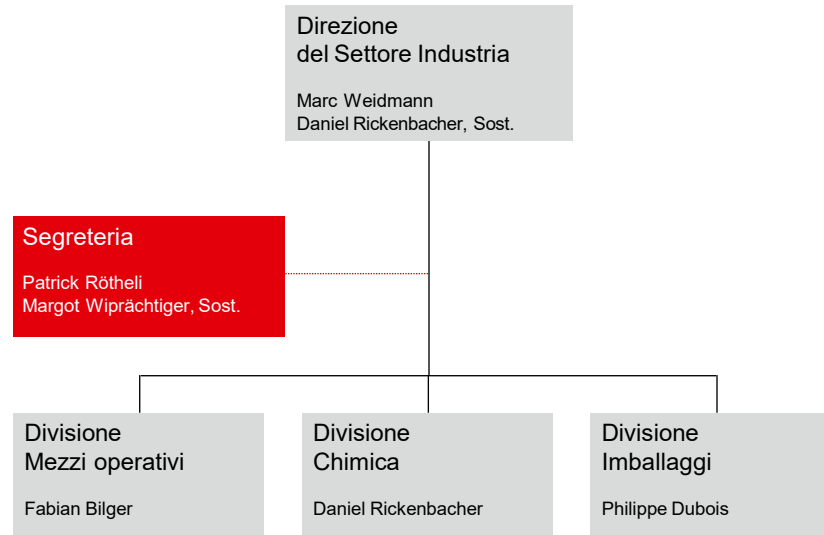 Direzione
del Settore Industria
Marc Weidmann
Daniel Rickenbacher, Sost.
Segreteria
Patrick Rötheli
Margot Wiprächtiger, Sost.
Divisione
Mezzi operativi
Fabian Bilger
Divisione
Chimica
Daniel Rickenbacher
Divisione
Imballaggi
Philippe Dubois